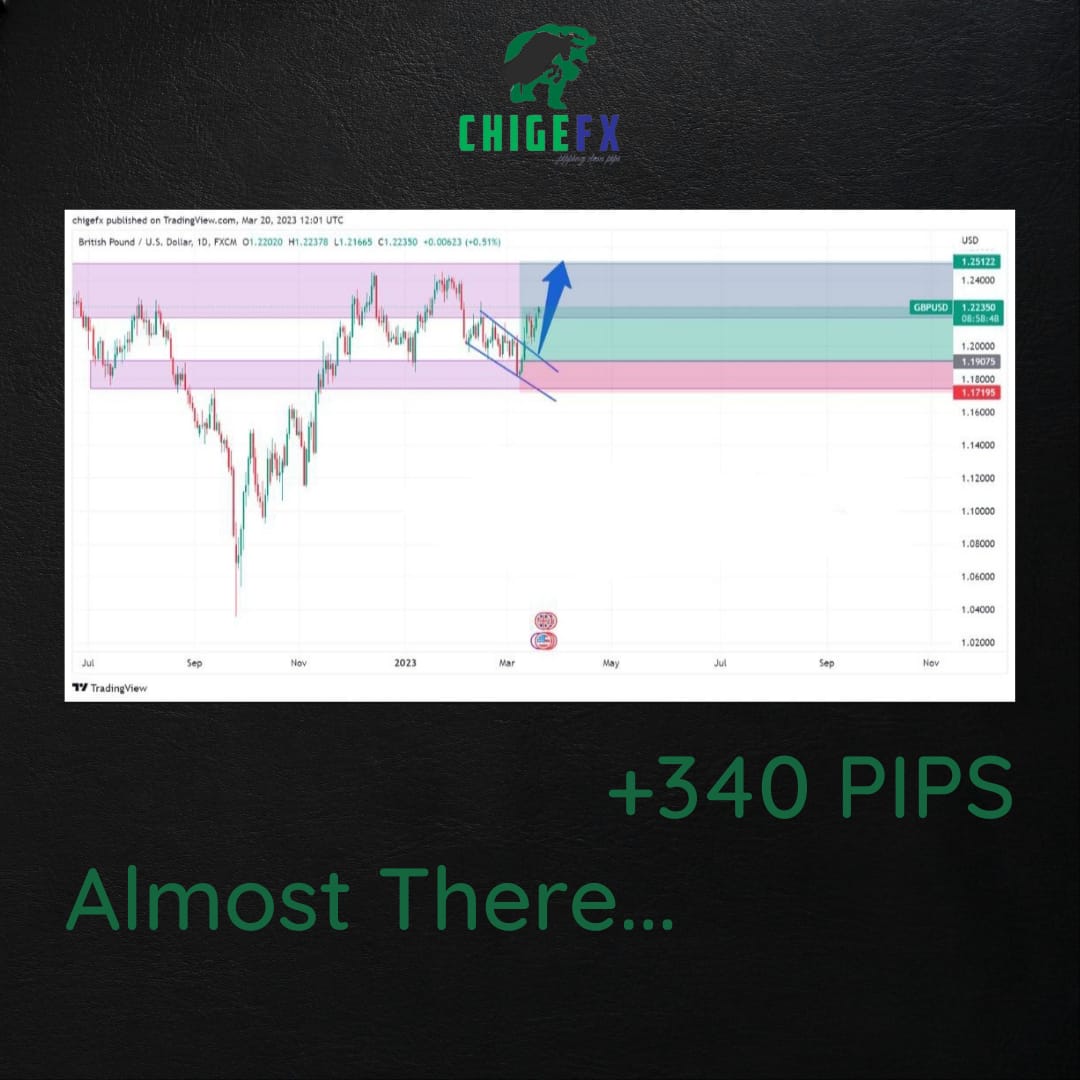 CHIGEFX
pipping dem pips
chigefx published on TradingView.com, Mar 20, 2023 12:01 UTC
British Pound / U.S. Dollar, 1D, FXCM O1.22020 H1.22378 L1.21665 C1.22350 +0.00623 (+0.51%)
USD
1.25122
1.24000
GBPUSD 1.22350
08:58:48
1.20000
1.19075
1.18000
1.17195
1.16000
1.14000
1.12000
1.10000
1.08000
1.06000
1.04000
1.02000
Jul Sep Nov 2023 Mar May Jul Sep Nov
TradingView
+340 PIPS
Almost There...